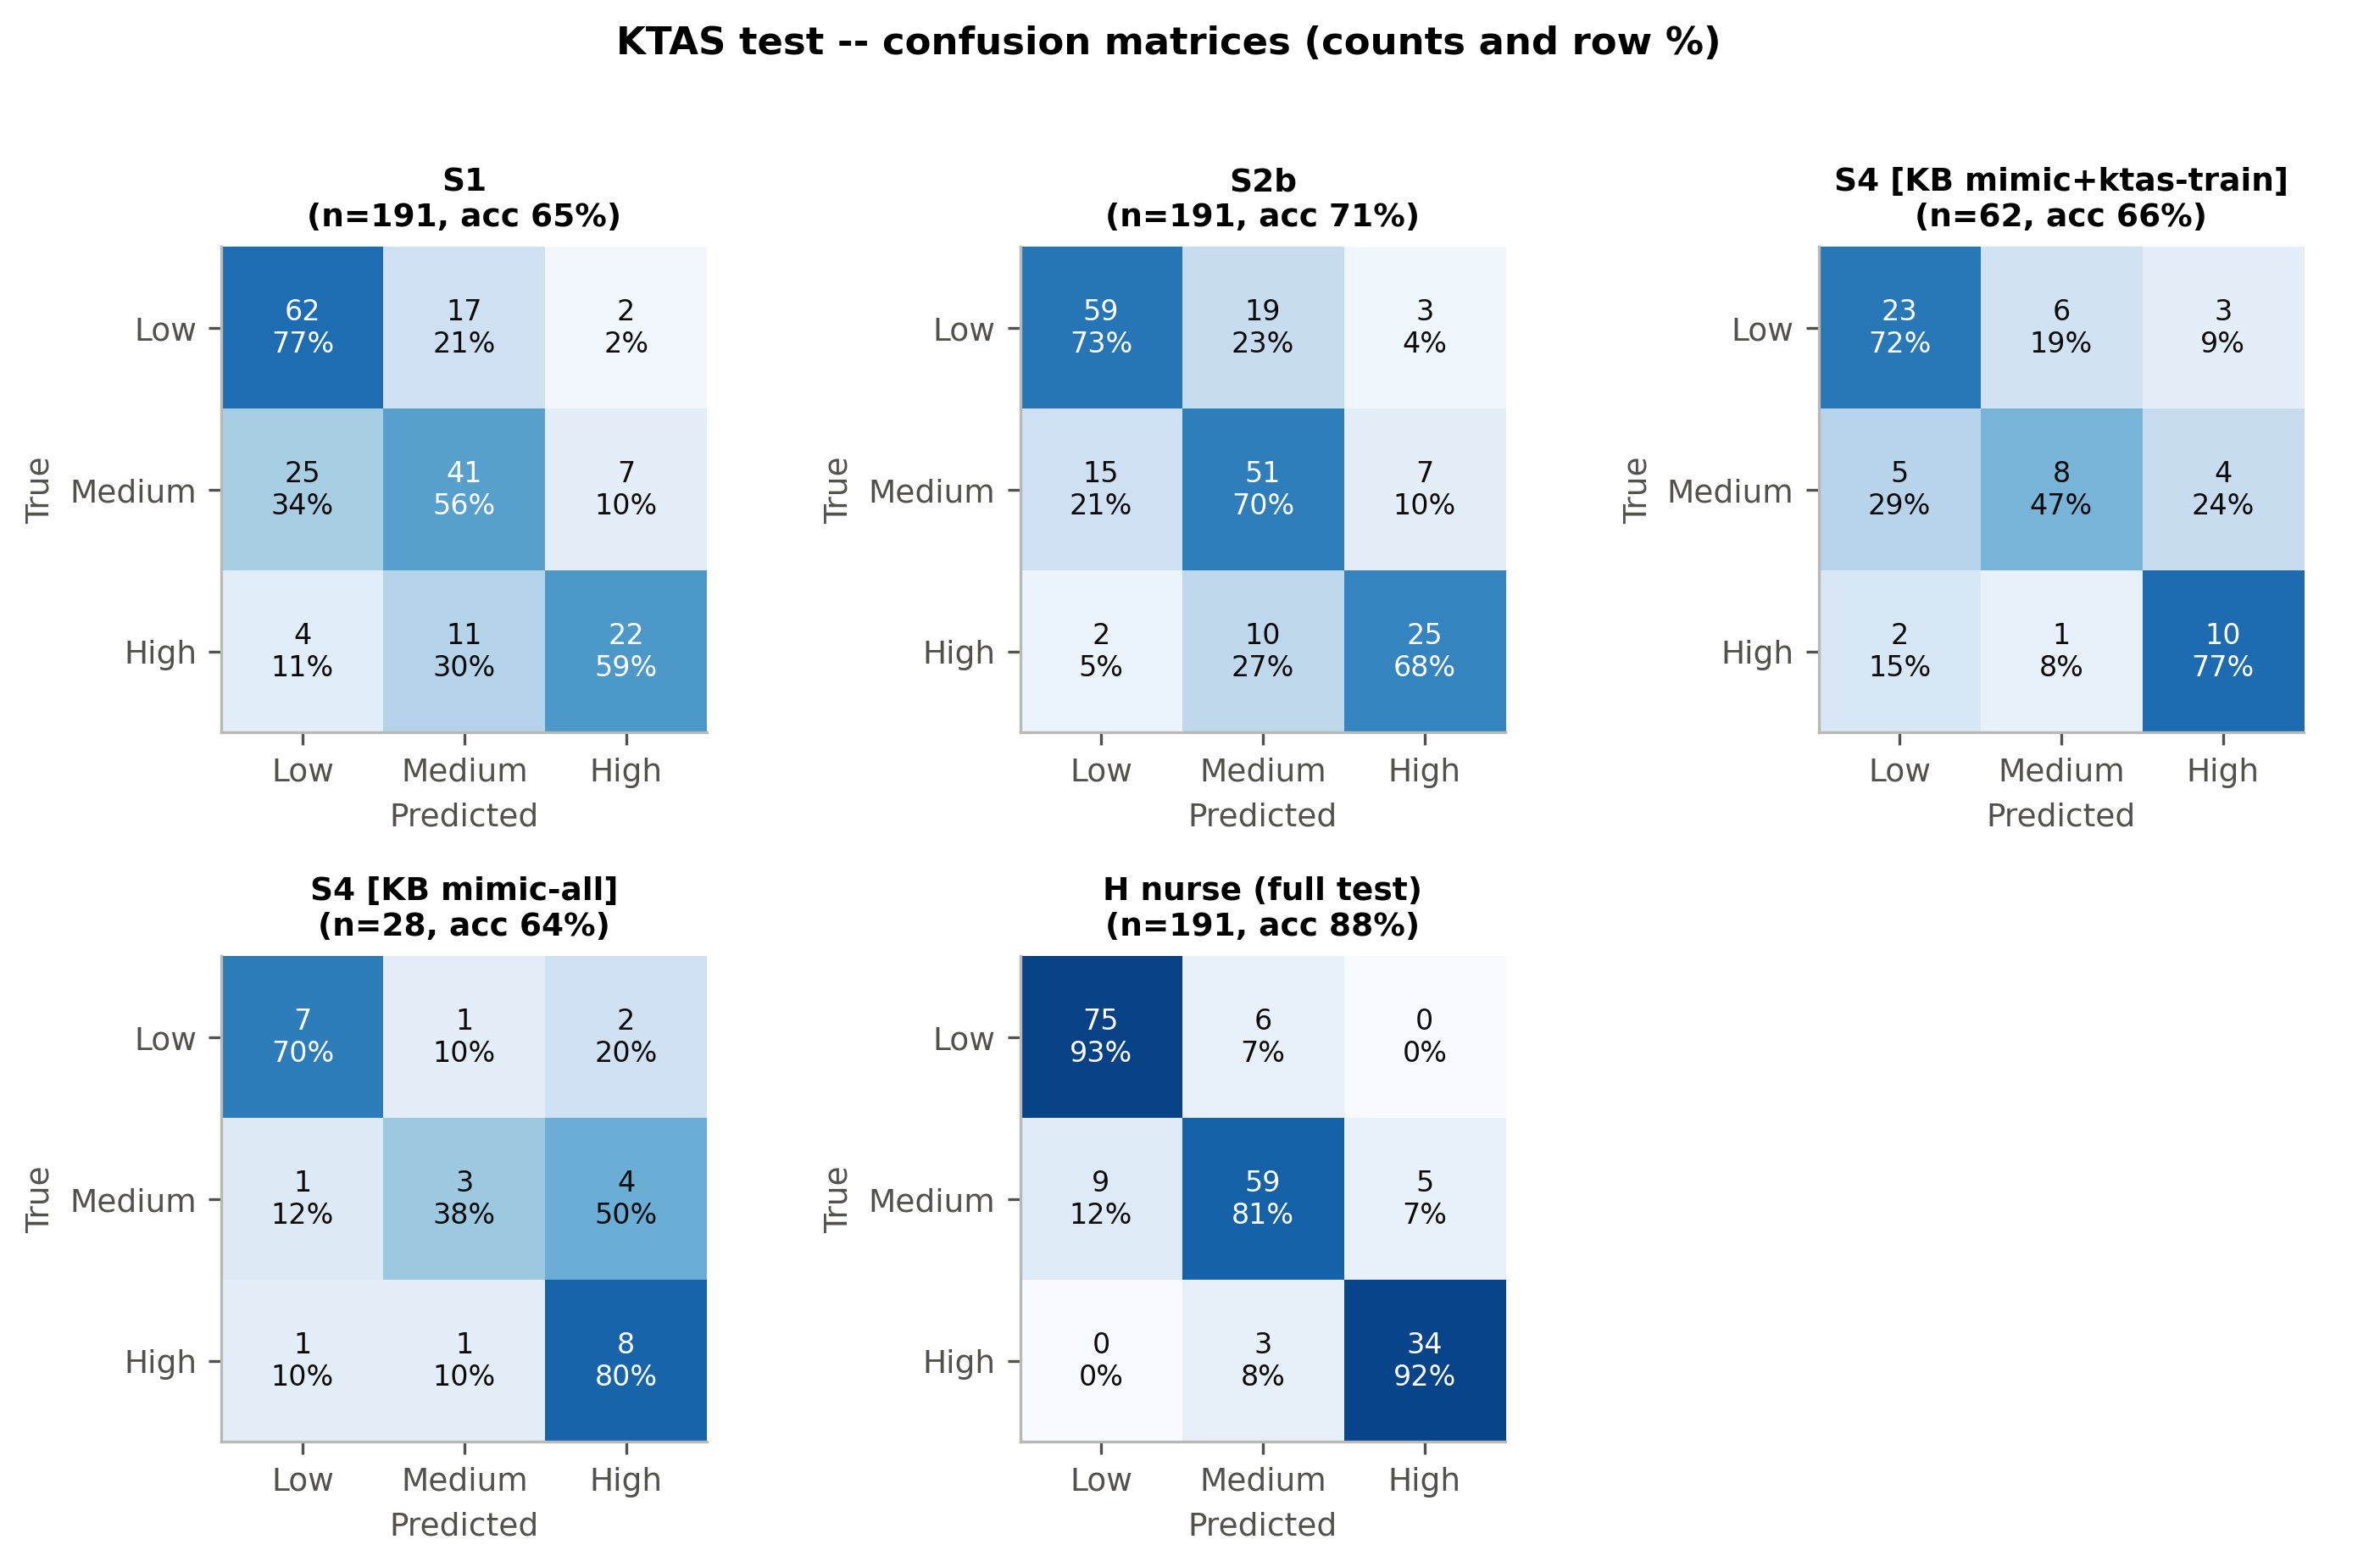 KTAS test -- confusion matrices (counts and row %)
S1
(n=191, acc 65%)
True
Low
62
77%
17
21%
2
2%
Medium
25
34%
41
56%
7
10%
High
4
11%
11
30%
22
59%
Low
Medium
High
Predicted
S2b
(n=191, acc 71%)
True
Low
59
73%
19
23%
3
4%
Medium
15
21%
51
70%
7
10%
High
2
5%
10
27%
25
68%
Low
Medium
High
Predicted
S4 [KB mimic+ktas-train]
(n=62, acc 66%)
True
Low
23
72%
6
19%
3
9%
Medium
5
29%
8
47%
4
24%
High
2
15%
1
8%
10
77%
Low
Medium
High
Predicted
S4 [KB mimic-all]
(n=28, acc 64%)
True
Low
7
70%
1
10%
2
20%
Medium
1
12%
3
38%
4
50%
High
1
10%
1
10%
8
80%
Low
Medium
High
Predicted
H nurse (full test)
(n=191, acc 88%)
True
Low
75
93%
6
7%
0
0%
Medium
9
12%
59
81%
5
7%
High
0
0%
3
8%
34
92%
Low
Medium
High
Predicted